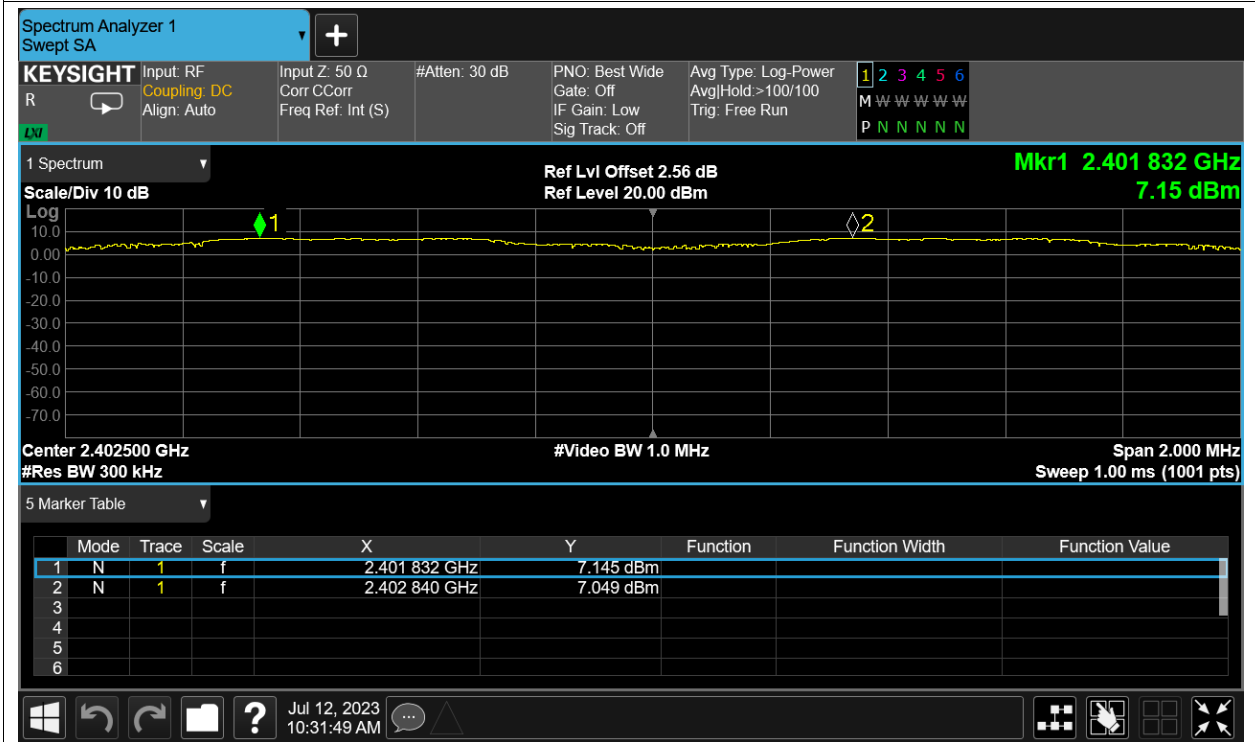 Spectrum Analyzer 1
Swept SA
+
KEYSIGHT
R
LXI
Input: RF
Coupling: DC
Align: Auto
Input Z: 50 Ω
Corr CCorr
Freq Ref: Int (S)
#Atten: 30 dB
PNO: Best Wide
Gate: Off
IF Gain: Low
Sig Track: Off
Avg Type: Log-Power
Avg|Hold:>100/100
Trig: Free Run
1 2 3 4 5 6
M W W W W W
P N N N N N
1 Spectrum
Scale/Div 10 dB
Ref Lvl Offset 2.56 dB
Ref Level 20.00 dBm
Mkr1 2.401 832 GHz
7.15 dBm
Log
1
2
10.0
0.00
-10.0
-20.0
-30.0
-40.0
-50.0
-60.0
-70.0
Center 2.402500 GHz
#Res BW 300 kHz
#Video BW 1.0 MHz
Span 2.000 MHz
Sweep 1.00 ms (1001 pts)
5 Marker Table
Mode Trace Scale X Y Function Function Width Function Value
1 N 1 f 2.401 832 GHz 7.145 dBm
2 N 1 f 2.402 840 GHz 7.049 dBm
3
4
5
6
?
Jul 12, 2023
10:31:49 AM